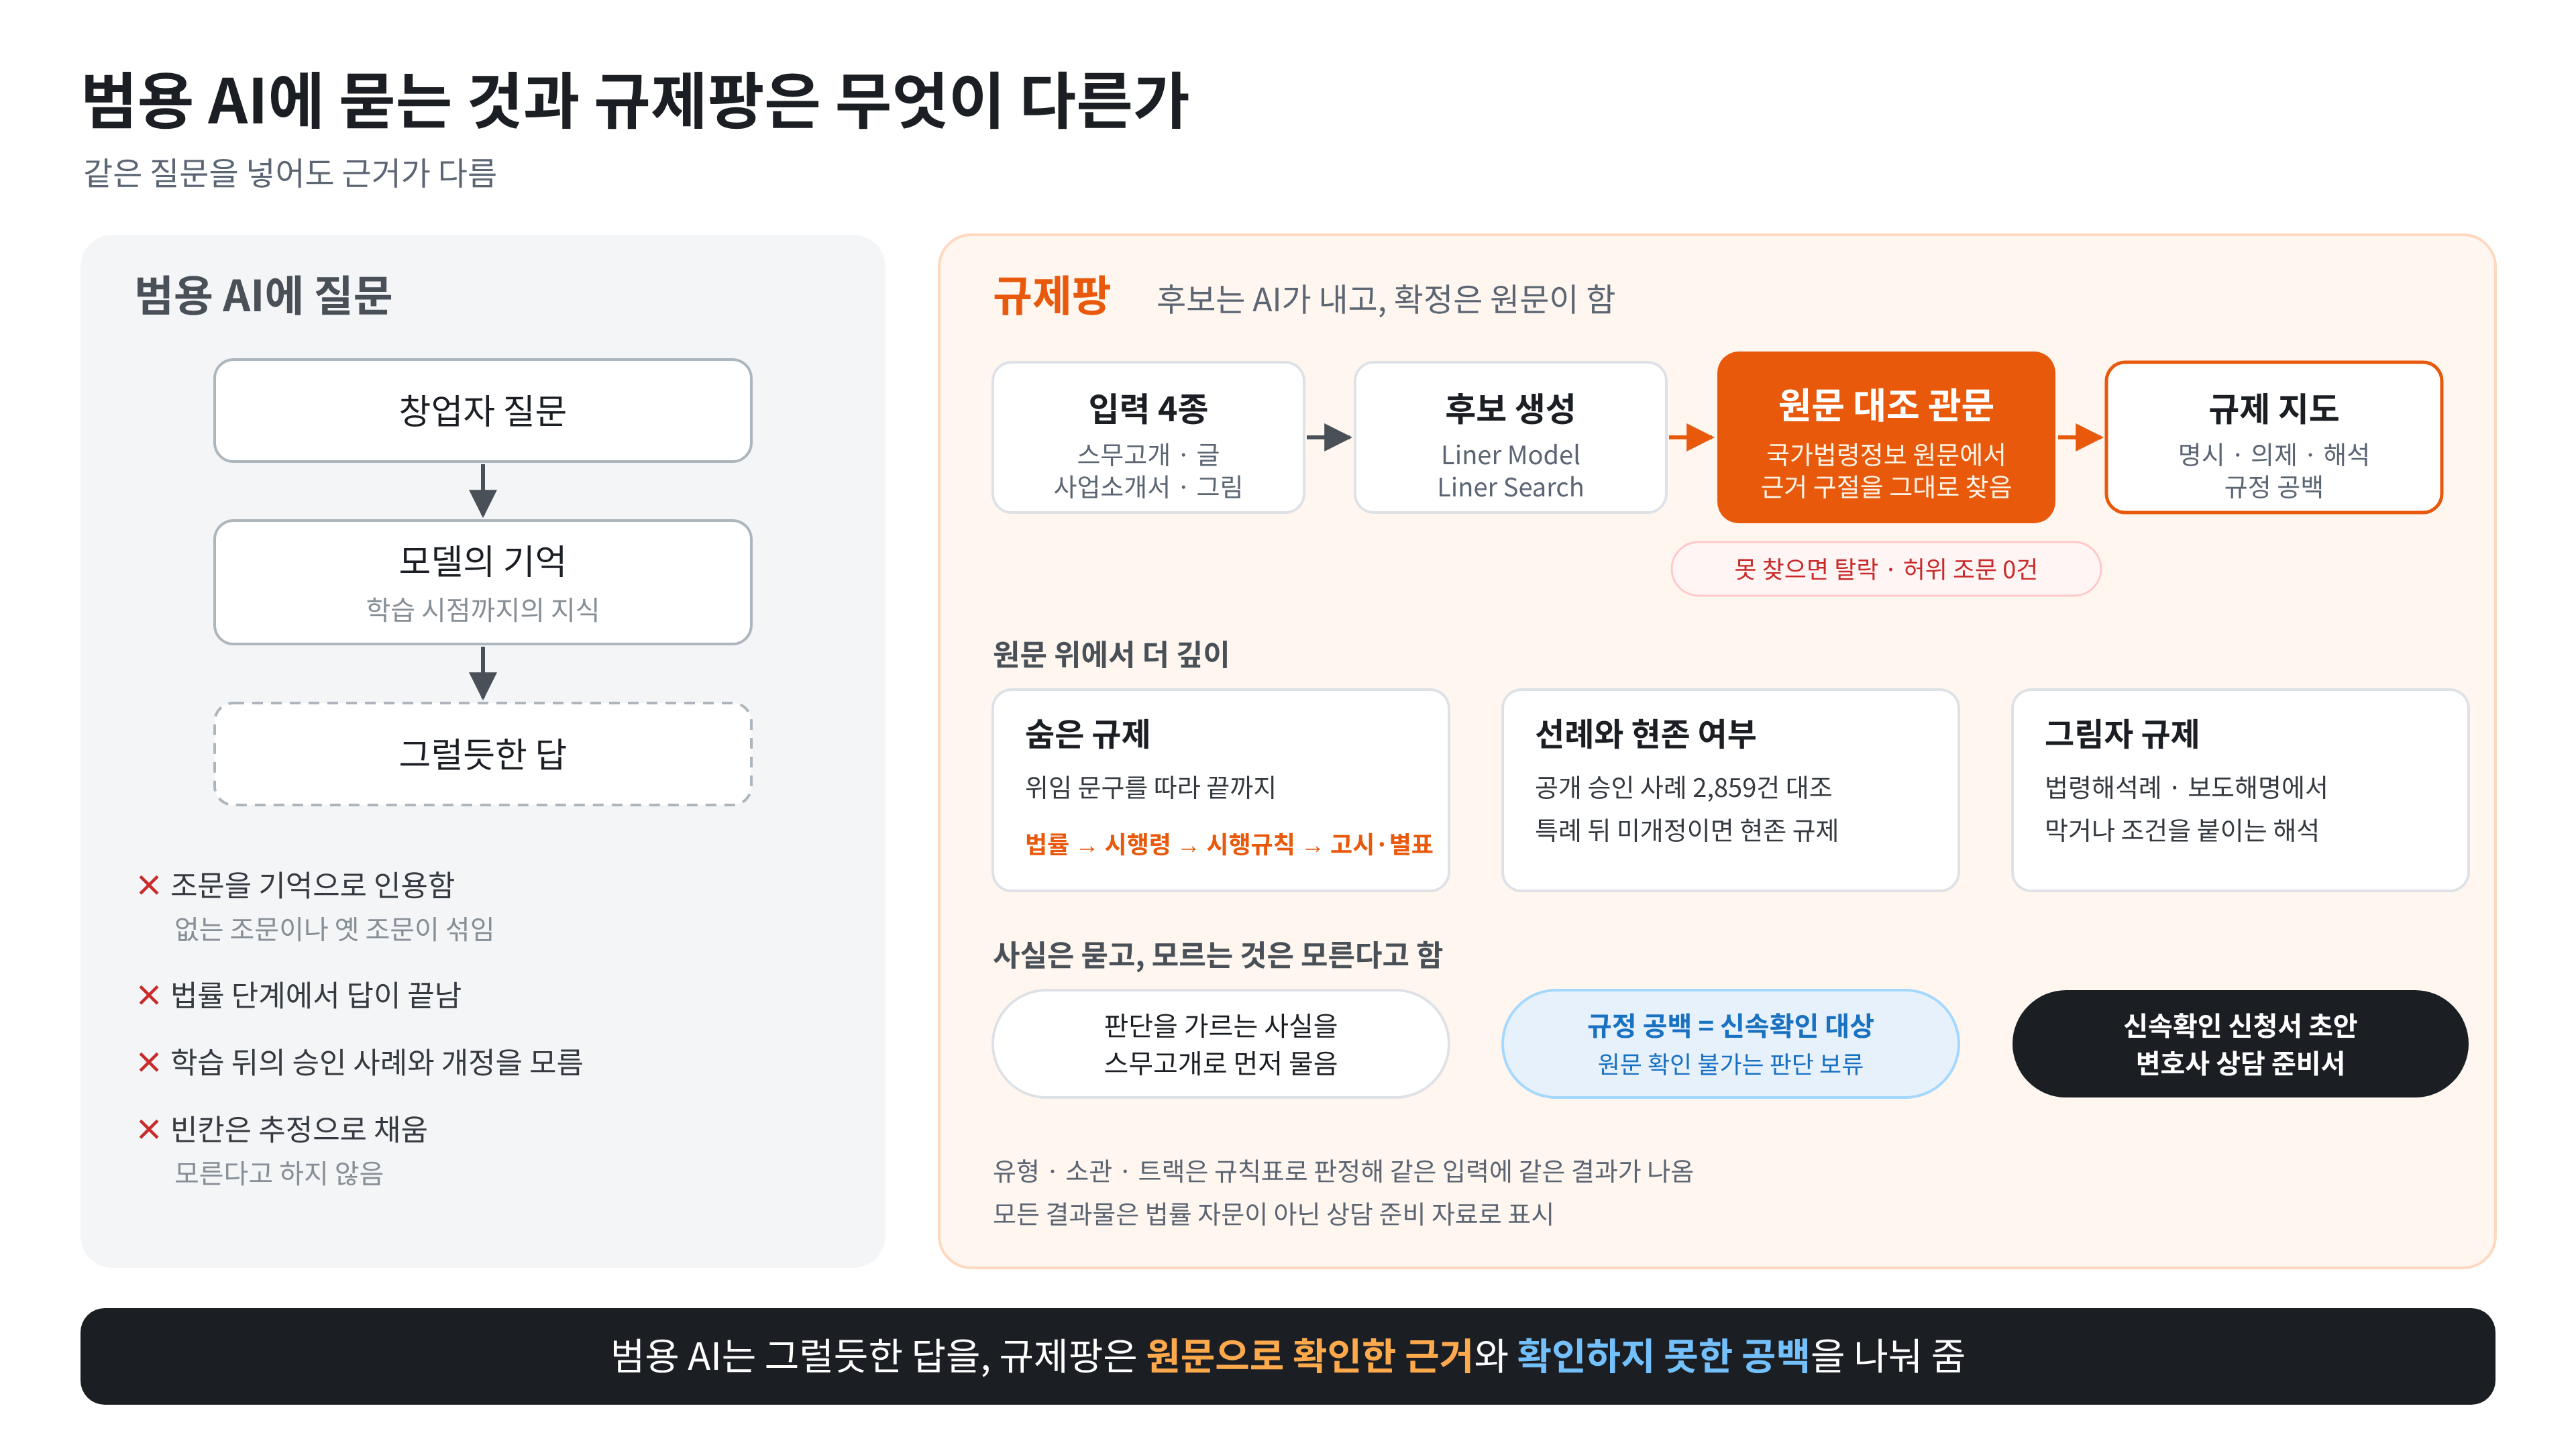 범용 AI에 묻는 것과 규제팡은 무엇이 다른가
같은 질문을 넣어도 근거가 다름
범용 AI에 질문
창업자 질문
모델의 기억
학습 시점까지의 지식
그럴듯한 답
✕ 조문을 기억으로 인용함
없는 조문이나 옛 조문이 섞임
✕ 법률 단계에서 답이 끝남
✕ 학습 뒤의 승인 사례와 개정을 모름
✕ 빈칸은 추정으로 채움
모른다고 하지 않음
규제팡 후보는 AI가 내고, 확정은 원문이 함
입력 4종
스무고개 · 글
사업소개서 · 그림
후보 생성
Liner Model
Liner Search
원문 대조 관문
국가법령정보 원문에서
근거 구절을 그대로 찾음
규제 지도
명시 · 의제 · 해석
규정 공백
못 찾으면 탈락 · 허위 조문 0건
원문 위에서 더 깊이
숨은 규제
위임 문구를 따라 끝까지
법률 → 시행령 → 시행규칙 → 고시·별표
선례와 현존 여부
공개 승인 사례 2,859건 대조
특례 뒤 미개정이면 현존 규제
그림자 규제
법령해석례 · 보도해명에서
막거나 조건을 붙이는 해석
사실은 묻고, 모르는 것은 모른다고 함
판단을 가르는 사실을
스무고개로 먼저 물음
규정 공백 = 신속확인 대상
원문 확인 불가는 판단 보류
신속확인 신청서 초안
변호사 상담 준비서
유형 · 소관 · 트랙은 규칙표로 판정해 같은 입력에 같은 결과가 나옴
모든 결과물은 법률 자문이 아닌 상담 준비 자료로 표시
범용 AI는 그럴듯한 답을, 규제팡은 원문으로 확인한 근거와 확인하지 못한 공백을 나눠 줌